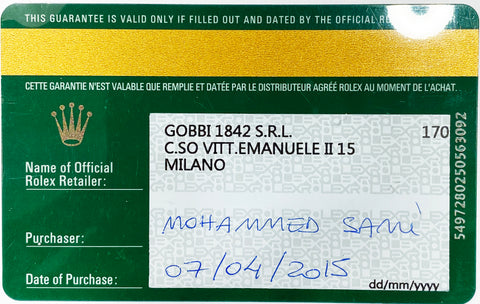 THIS GUARANTEE IS VALID ONLY IF FILLED OUT AND DATED BY THE OFFICIAL
CETTE GARANTIE N'EST VALABLE QUE REMPLIE ET DATÉE PAR LE DISTRIBUTEUR AGRÉÉ ROLEX AU MOMENT DE L'ACHAT.
GOBBI 1842 S.R.L. 170
C.SO VITT.EMANUELE II 15
MILANO
Name of Official
Rolex Retailer:
5497280250563092
Purchaser: MOHAMMED SAMI
Date of Purchase: 07/04/2015
dd/mm/yyyy